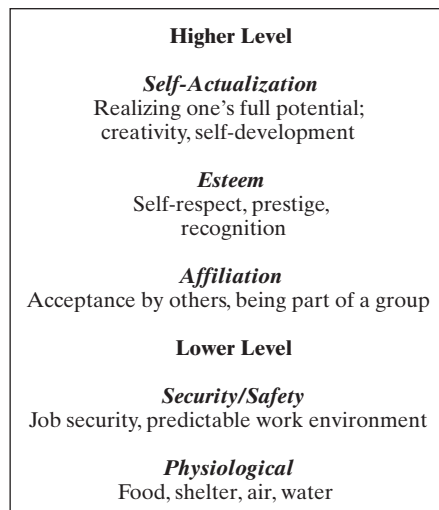 Higher Level
Self-Actualization
Realizing one’s full potential;
creativity, self-development
Esteem
Self-respect, prestige,
recognition
Affiliation
Acceptance by others, being part of a group
Lower Level
Security/Safety
Job security, predictable work environment
Physiological
Food, shelter, air, water